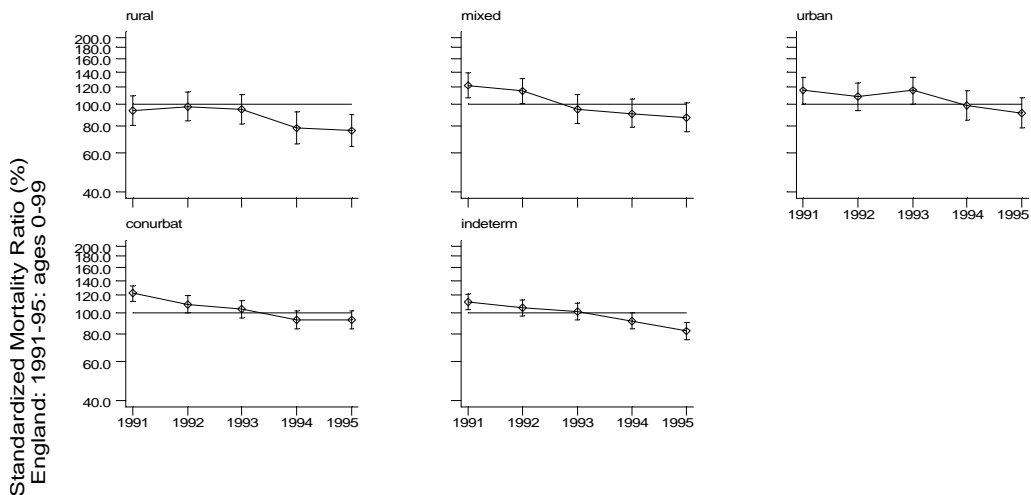 rural
mixed
urban
200.0
180.0
160.0
140.0
120.0
100.0
80.0
60.0
40.0
1991 1992 1993 1994 1995
conurbat
indeterm
200.0
180.0
160.0
140.0
120.0
100.0
80.0
60.0
40.0
1991 1992 1993 1994 1995
1991 1992 1993 1994 1995
Standardized Mortality Ratio (%)
England: 1991-95: ages 0-99